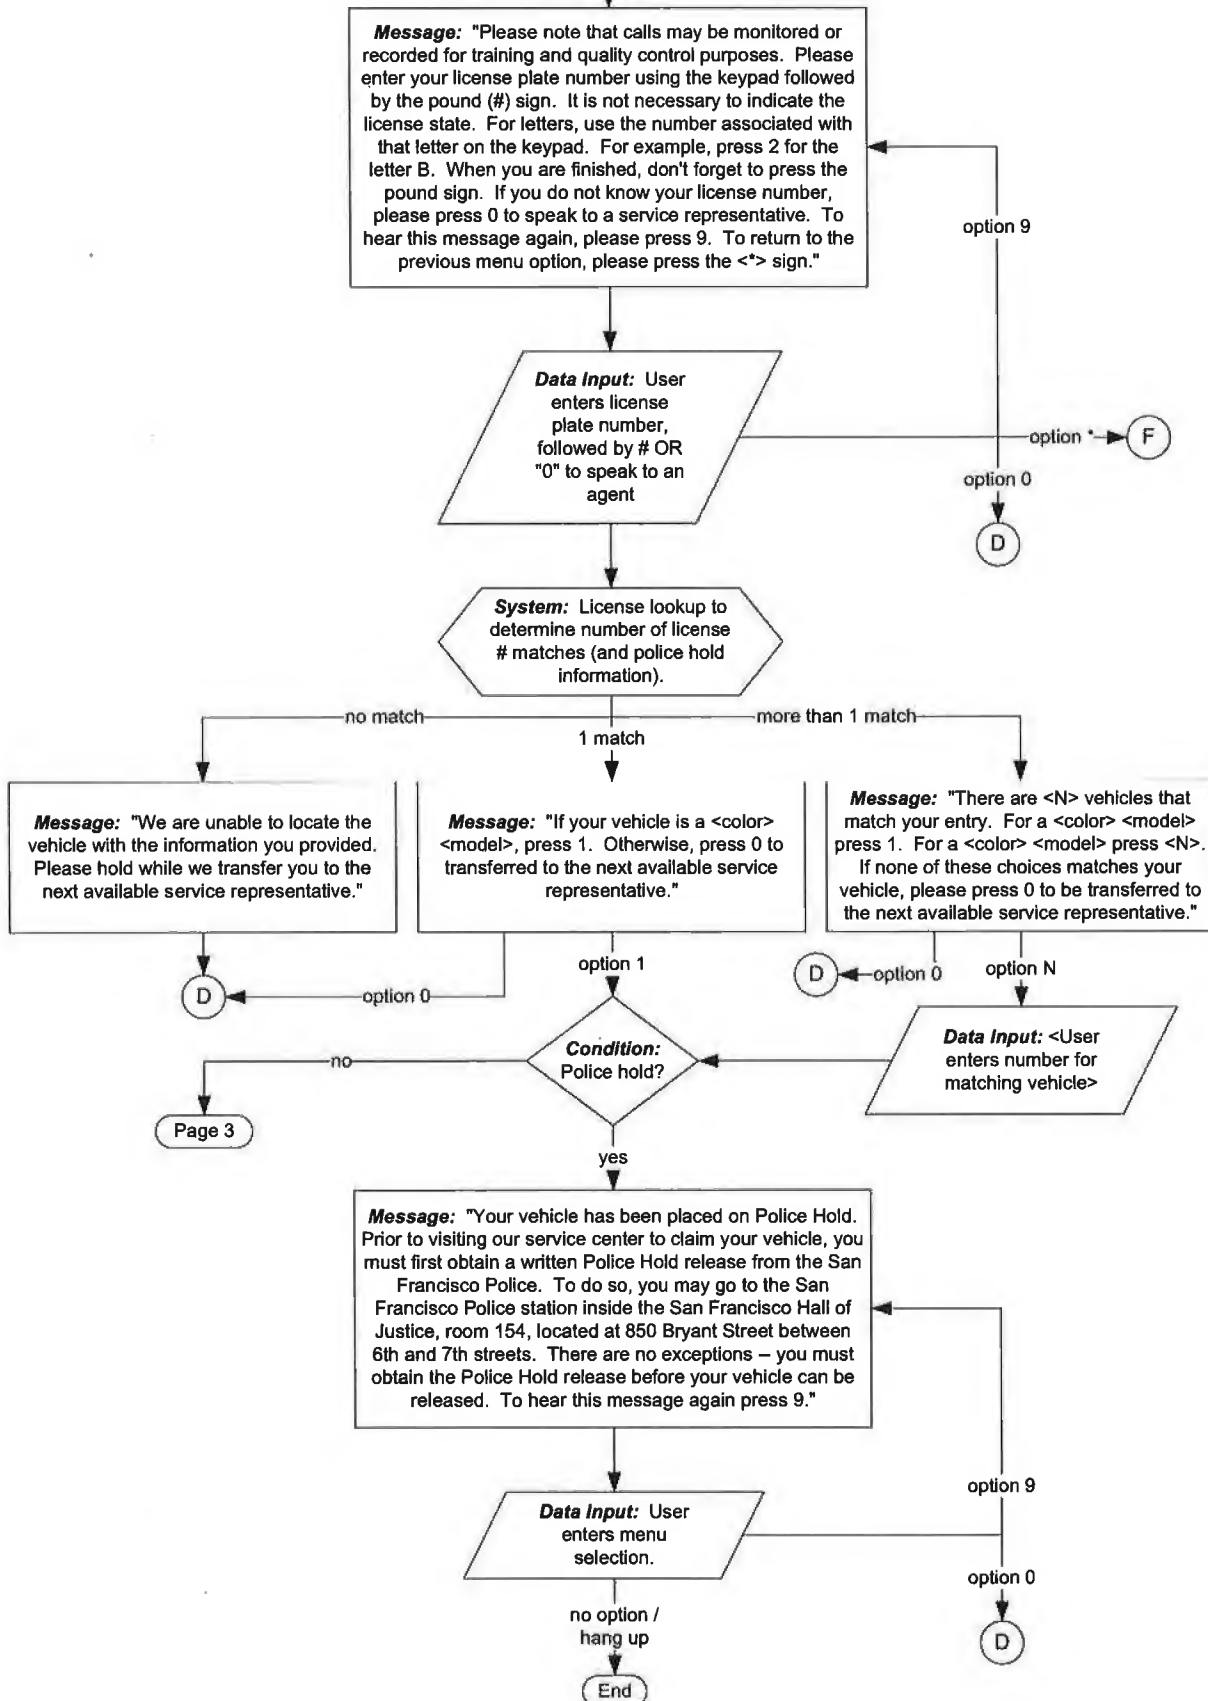 Message: "Please note that calls may be monitored or
recorded for training and quality control purposes. Please
enter your license plate number using the keypad followed
by the pound (#) sign. It is not necessary to indicate the
license state. For letters, use the number associated with
that letter on the keypad. For example, press 2 for the
letter B. When you are finished, don't forget to press the
pound sign. If you do not know your license number,
please press 0 to speak to a service representative. To
hear this message again, please press 9. To return to the
previous menu option, please press the <*> sign."
option 9
Data Input: User
enters license
plate number,
followed by # OR
"0" to speak to an
agent
option *
F
option 0
D
System: License lookup to
determine number of license
# matches (and police hold
information).
no match
1 match
more than 1 match
Message: "We are unable to locate the
vehicle with the information you provided.
Please hold while we transfer you to the
next available service representative."
Message: "If your vehicle is a <color>
<model>, press 1. Otherwise, press 0 to
transferred to the next available service
representative."
Message: "There are <N> vehicles that
match your entry. For a <color> <model>
press 1. For a <color> <model> press <N>.
If none of these choices matches your
vehicle, please press 0 to be transferred to
the next available service representative."
D
option 0
option 1
D
option 0
option N
Condition:
Police hold?
Data Input: <User
enters number for
matching vehicle>
no
Page 3
yes
Message: "Your vehicle has been placed on Police Hold.
Prior to visiting our service center to claim your vehicle, you
must first obtain a written Police Hold release from the San
Francisco Police. To do so, you may go to the San
Francisco Police station inside the San Francisco Hall of
Justice, room 154, located at 850 Bryant Street between
6th and 7th streets. There are no exceptions – you must
obtain the Police Hold release before your vehicle can be
released. To hear this message again press 9."
option 9
Data Input: User
enters menu
selection.
option 0
D
no option /
hang up
End